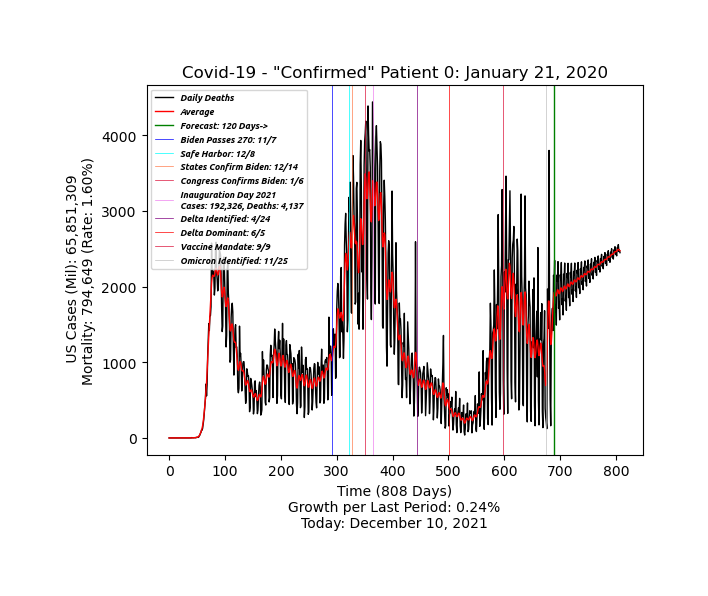 Covid-19 - "Confirmed" Patient 0: January 21, 2020
Daily Deaths
Average
Forecast: 120 Days->
Biden Passes 270: 11/7
Safe Harbor: 12/8
States Confirm Biden: 12/14
Congress Confirms Biden: 1/6
Inauguration Day 2021
Cases: 192,326, Deaths: 4,137
Delta Identified: 4/24
Delta Dominant: 6/5
Vaccine Mandate: 9/9
Omicron Identified: 11/25
US Cases (Mil): 65,851,309
Mortality: 794,649 (Rate: 1.60%)
4000
3000
2000
1000
0
0 100 200 300 400 500 600 700 800
Time (808 Days)
Growth per Last Period: 0.24%
Today: December 10, 2021